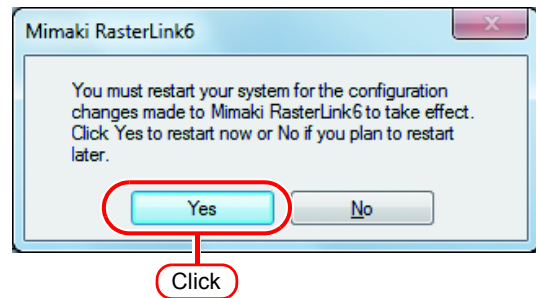 Mimaki RasterLink6
X
You must restart your system for the configuration
changes made to Mimaki RasterLink6 to take effect.
Click Yes to restart now or No if you plan to restart
later.
Yes
No
Click